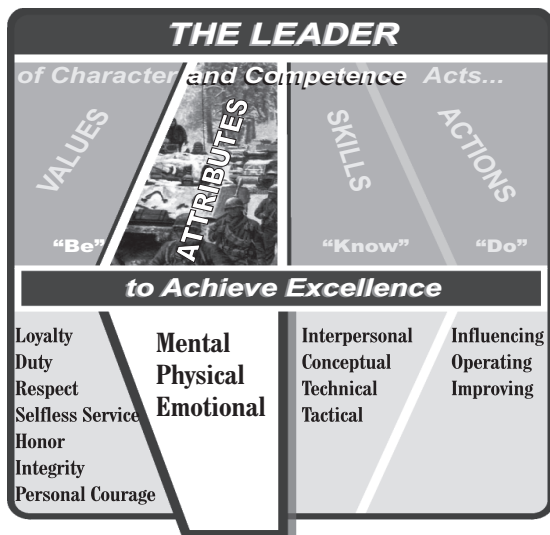 THE LEADER
of Character and Competence Acts...
VALUES
ATTRIBUTES
SKILLS
ACTIONS
“Be”
“Know”
“Do”
to Achieve Excellence
Loyalty
Duty
Respect
Selfless Service
Honor
Integrity
Personal Courage
Mental
Physical
Emotional
Interpersonal
Conceptual
Technical
Tactical
Influencing
Operating
Improving